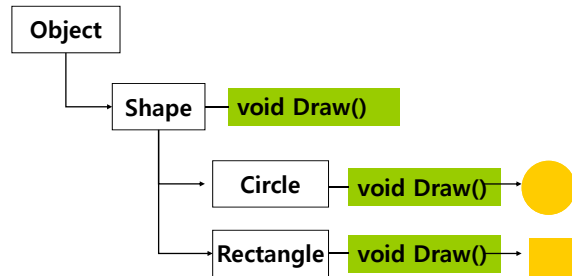 Object
Shape void Draw()
Circle void Draw()
Rectangle void Draw()